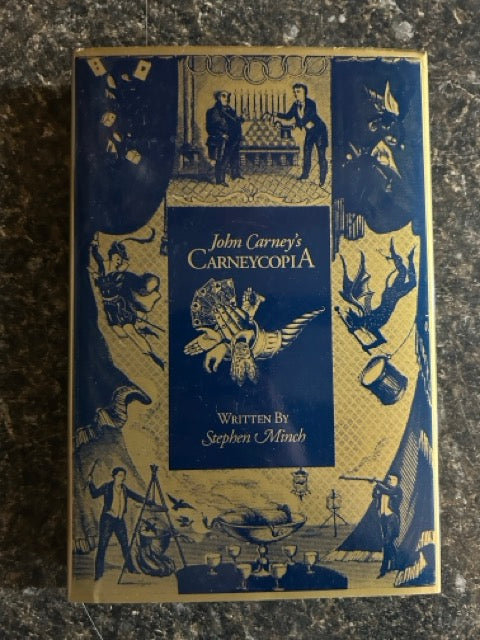 John Carney's
CARNEYCOPIA
WRITTEN BY
Stephen Minch